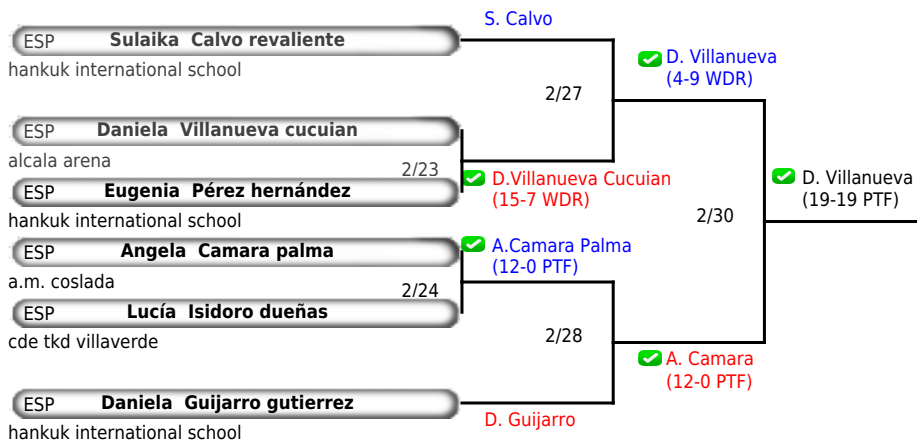 S. Calvo
ESP Sulaika Calvo revaliente
hankuk international school
D. Villanueva
(4-9 WDR)
2/27
ESP Daniela Villanueva cucuian
alcala arena
2/23
D.Villanueva Cucuian
(15-7 WDR)
ESP Eugenia Pérez hernández
hankuk international school
D. Villanueva
(19-19 PTF)
2/30
ESP Angela Camara palma
a.m. coslada
A.Camara Palma
(12-0 PTF)
2/24
ESP Lucía Isidoro dueñas
cde tkd villaverde
2/28
A. Camara
(12-0 PTF)
ESP Daniela Guijarro gutierrez
hankuk international school
D. Guijarro